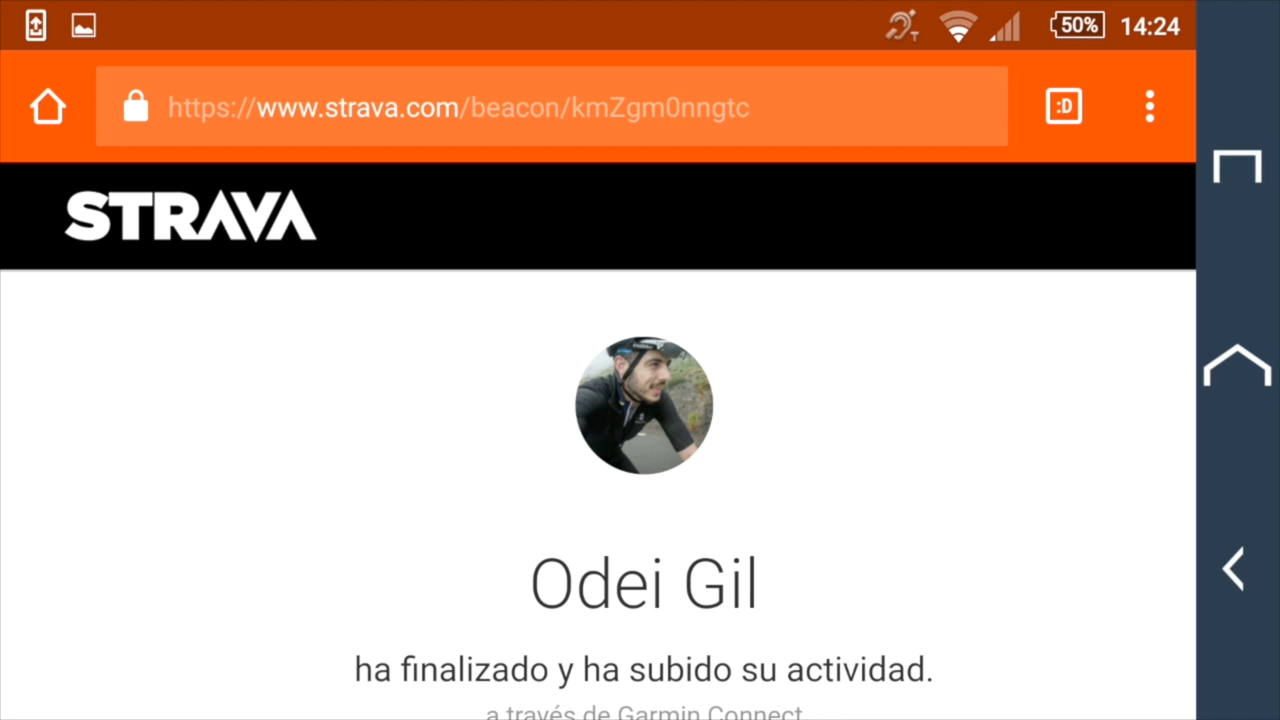 50% 14:24
https://www.strava.com/beacon/kmZgm0nngtc :D
STRAVA
Odei Gil
ha finalizado y ha subido su actividad.
a través de Garmin Connect